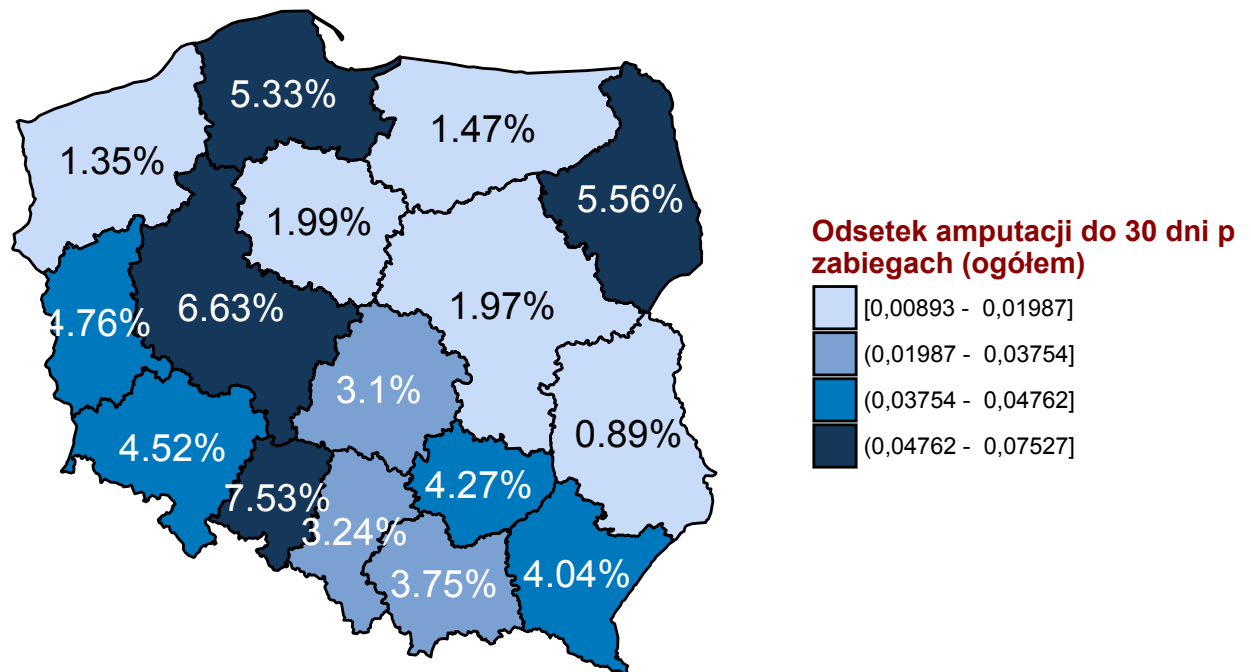 5.33%
1.47%
1.35%
5.56%
1.99%
6.63%
1.97%
4.76%
3.1%
0.89%
4.52%
4.27%
7.53%
3.24%
3.75%
4.04%
Odsetek amputacji do 30 dni p
zabiegach (ogółem)
[0,00893 - 0,01987]
(0,01987 - 0,03754]
(0,03754 - 0,04762]
(0,04762 - 0,07527]